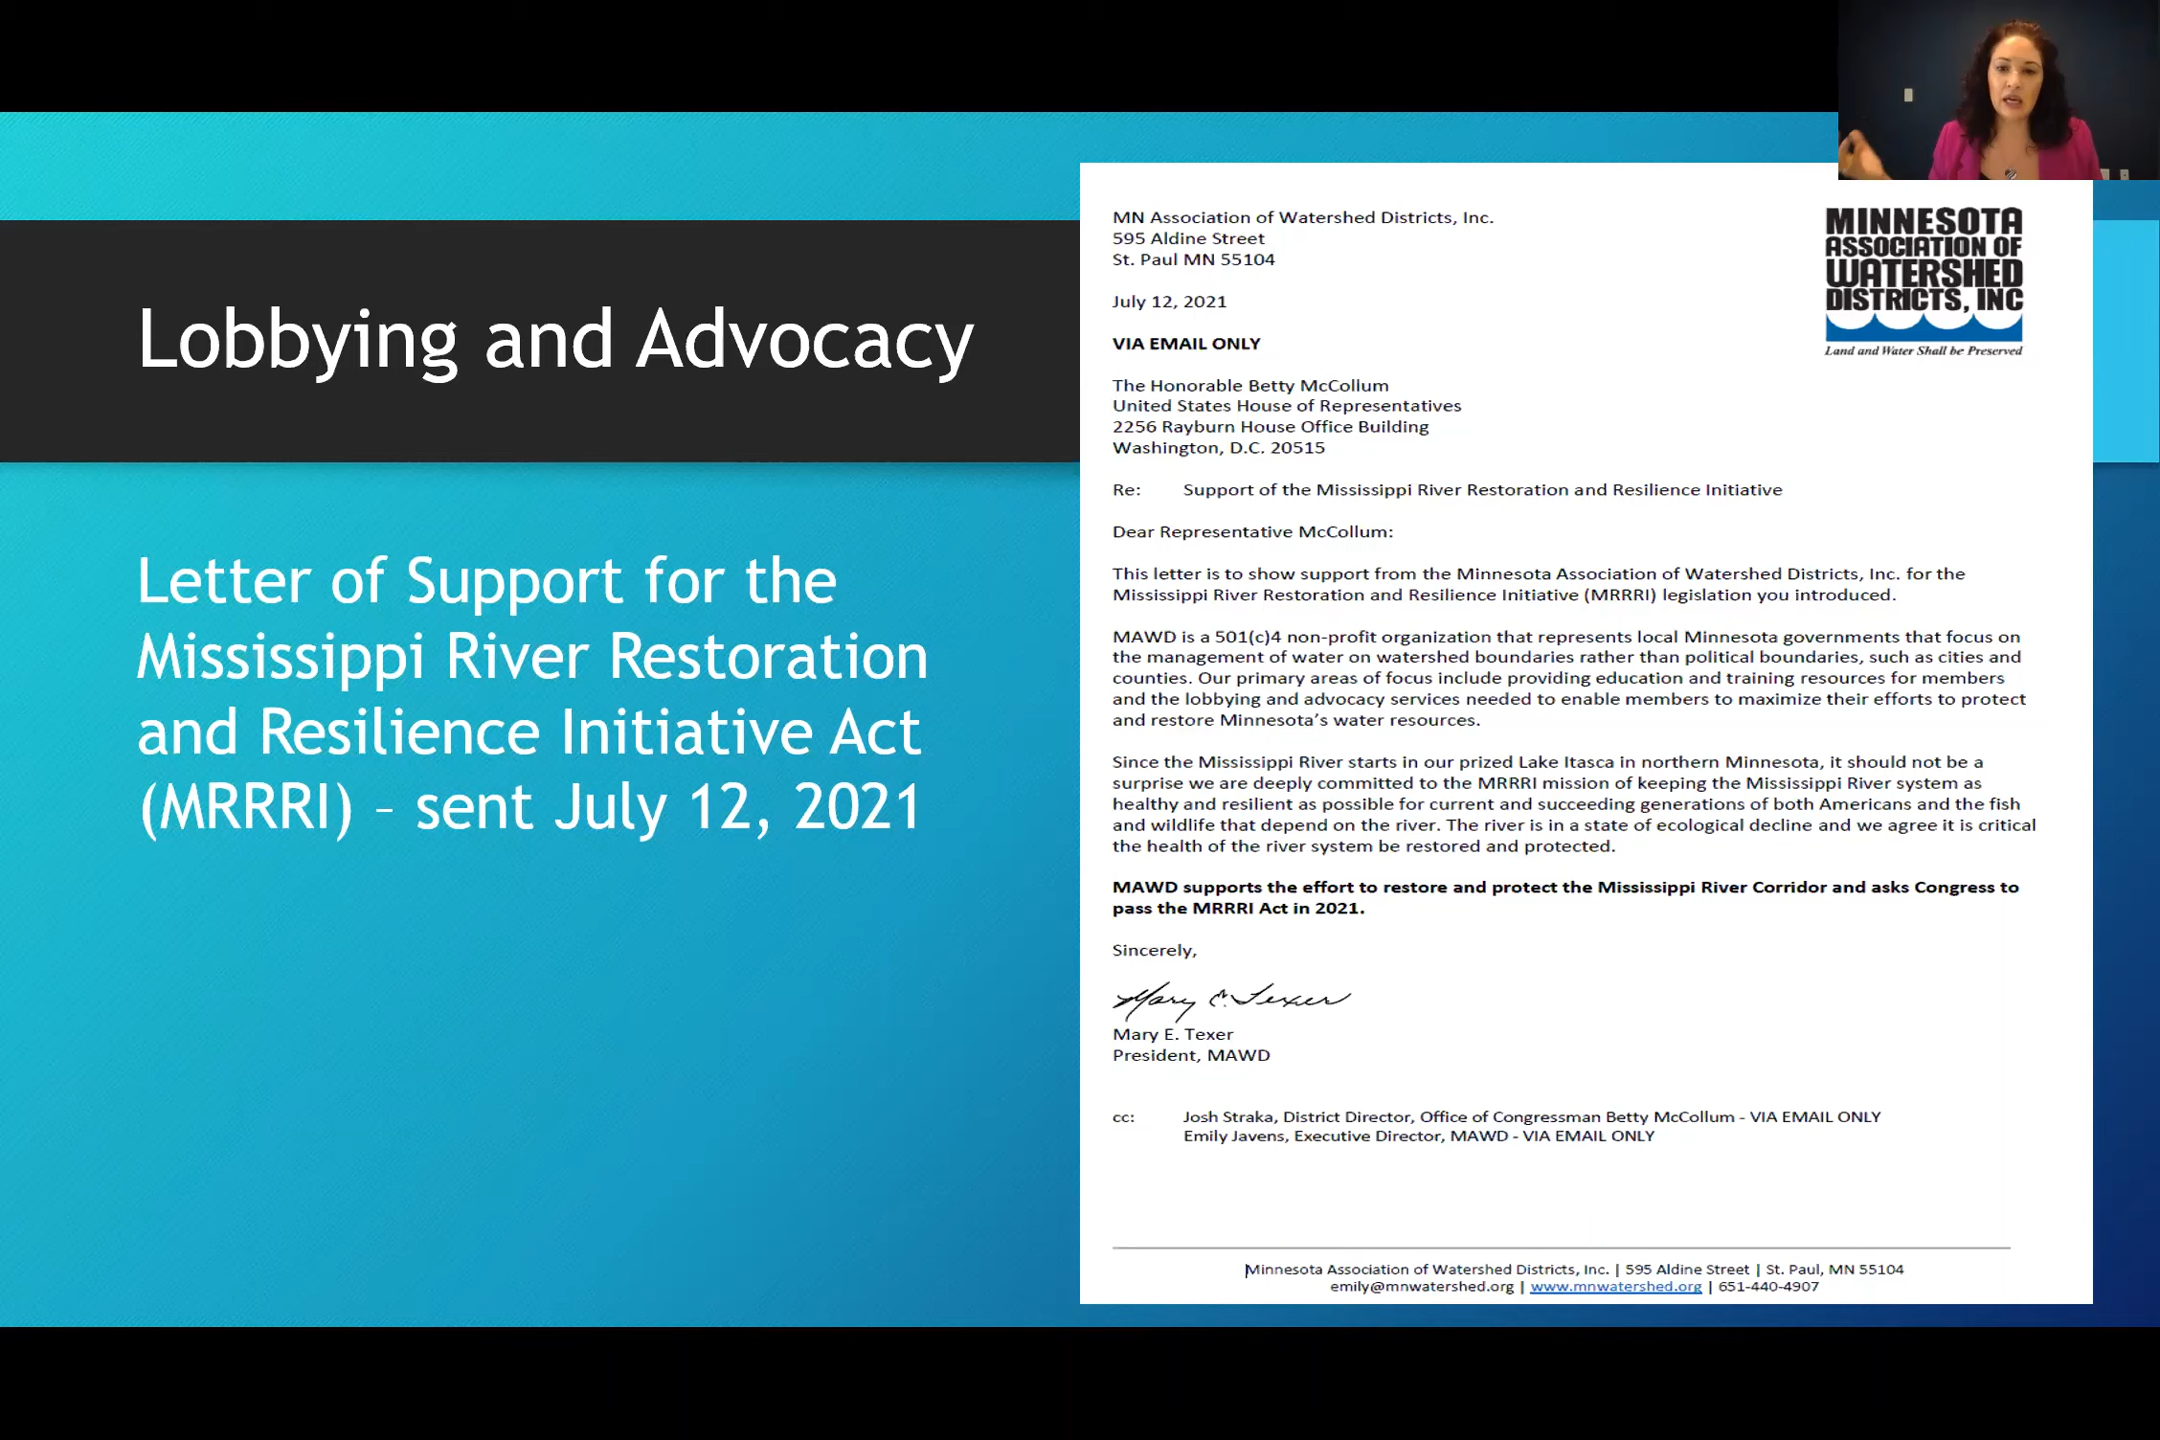 Lobbying and Advocacy
Letter of Support for the
Mississippi River Restoration
and Resilience Initiative Act
(MRRRI) – sent July 12, 2021
MN Association of Watershed Districts, Inc.
595 Aldine Street
St. Paul MN 55104
MINNESOTA
ASSOCIATION OF
WATERSHED
DISTRICTS, INC
Land and Water Shall be Preserved
July 12, 2021
VIA EMAIL ONLY
The Honorable Betty McCollum
United States House of Representatives
2256 Rayburn House Office Building
Washington, D.C. 20515
Re: Support of the Mississippi River Restoration and Resilience Initiative
Dear Representative McCollum:
This letter is to show support from the Minnesota Association of Watershed Districts, Inc. for the
Mississippi River Restoration and Resilience Initiative (MRRRI) legislation you introduced.
MAWD is a 501(c)4 non-profit organization that represents local Minnesota governments that focus on
the management of water on watershed boundaries rather than political boundaries, such as cities and
counties. Our primary areas of focus include providing education and training resources for members
and the lobbying and advocacy services needed to enable members to maximize their efforts to protect
and restore Minnesota's water resources.
Since the Mississippi River starts in our prized Lake Itasca in northern Minnesota, it should not be a
surprise we are deeply committed to the MRRRI mission of keeping the Mississippi River system as
healthy and resilient as possible for current and succeeding generations of both Americans and the fish
and wildlife that depend on the river. The river is in a state of ecological decline and we agree it is critical
the health of the river system be restored and protected.
MAWD supports the effort to restore and protect the Mississippi River Corridor and asks Congress to
pass the MRRRI Act in 2021.
Sincerely,
Mary E. Texer
Mary E. Texer
President, MAWD
cc: Josh Straka, District Director, Office of Congressman Betty McCollum - VIA EMAIL ONLY
Emily Javens, Executive Director, MAWD - VIA EMAIL ONLY
Minnesota Association of Watershed Districts, Inc. | 595 Aldine Street | St. Paul, MN 55104
emily@mnwatershed.org | www.mnwatershed.org | 651-440-4907